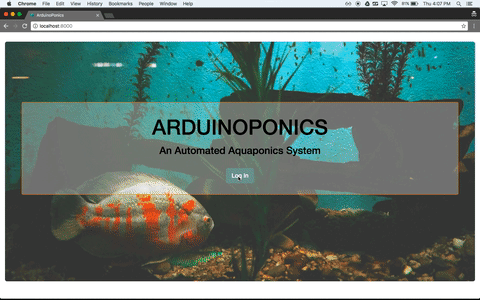 Chrome File Edit View History Bookmarks People Window Help
Thu 4:07 PM
ArduinoPonics
localhost:8000
ARDUINOPONICS
An Automated Aquaponics System
Log In